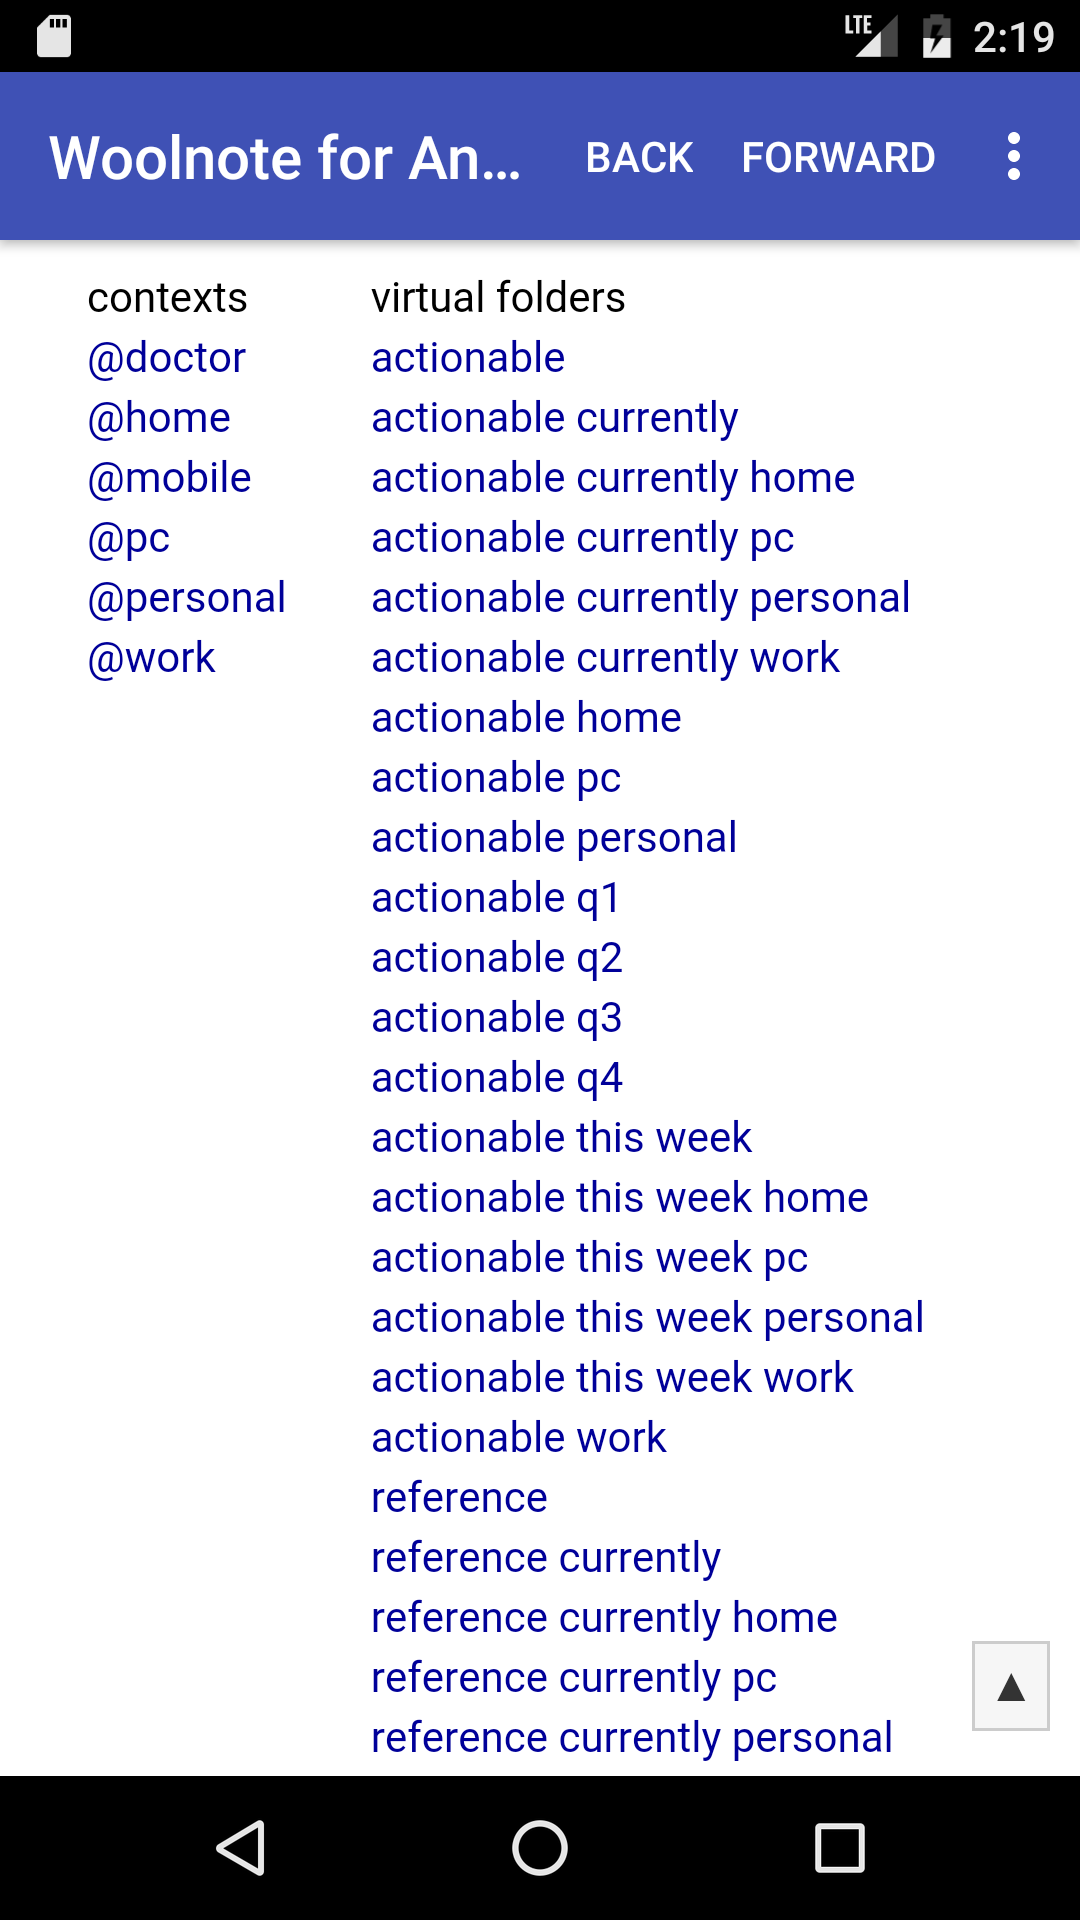 LTE 2:19
Woolnote for An... BACK FORWARD
contexts virtual folders
@doctor actionable
@home actionable currently
@mobile actionable currently home
@pc actionable currently pc
@personal actionable currently personal
@work actionable currently work
actionable home
actionable pc
actionable personal
actionable q1
actionable q2
actionable q3
actionable q4
actionable this week
actionable this week home
actionable this week pc
actionable this week personal
actionable this week work
actionable work
reference
reference currently
reference currently home
reference currently pc
reference currently personal